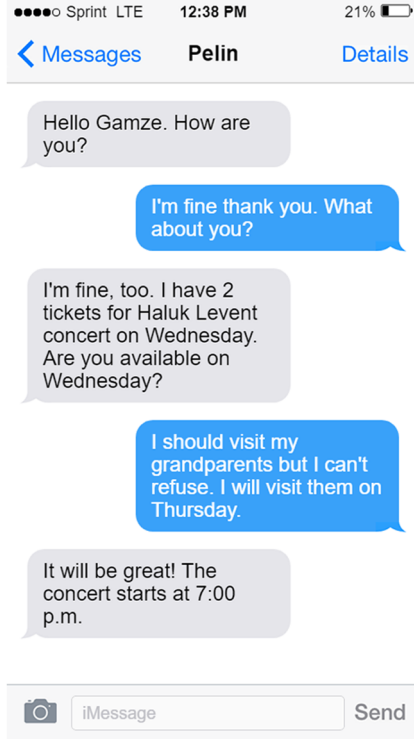 Sprint LTE 12:38 PM 21%
Messages Pelin Details
Hello Gamze. How are
you?
I'm fine thank you. What
about you?
I'm fine, too. I have 2
tickets for Haluk Levent
concert on Wednesday.
Are you available on
Wednesday?
I should visit my
grandparents but I can't
refuse. I will visit them on
Thursday.
It will be great! The
concert starts at 7:00
p.m.
iMessage Send